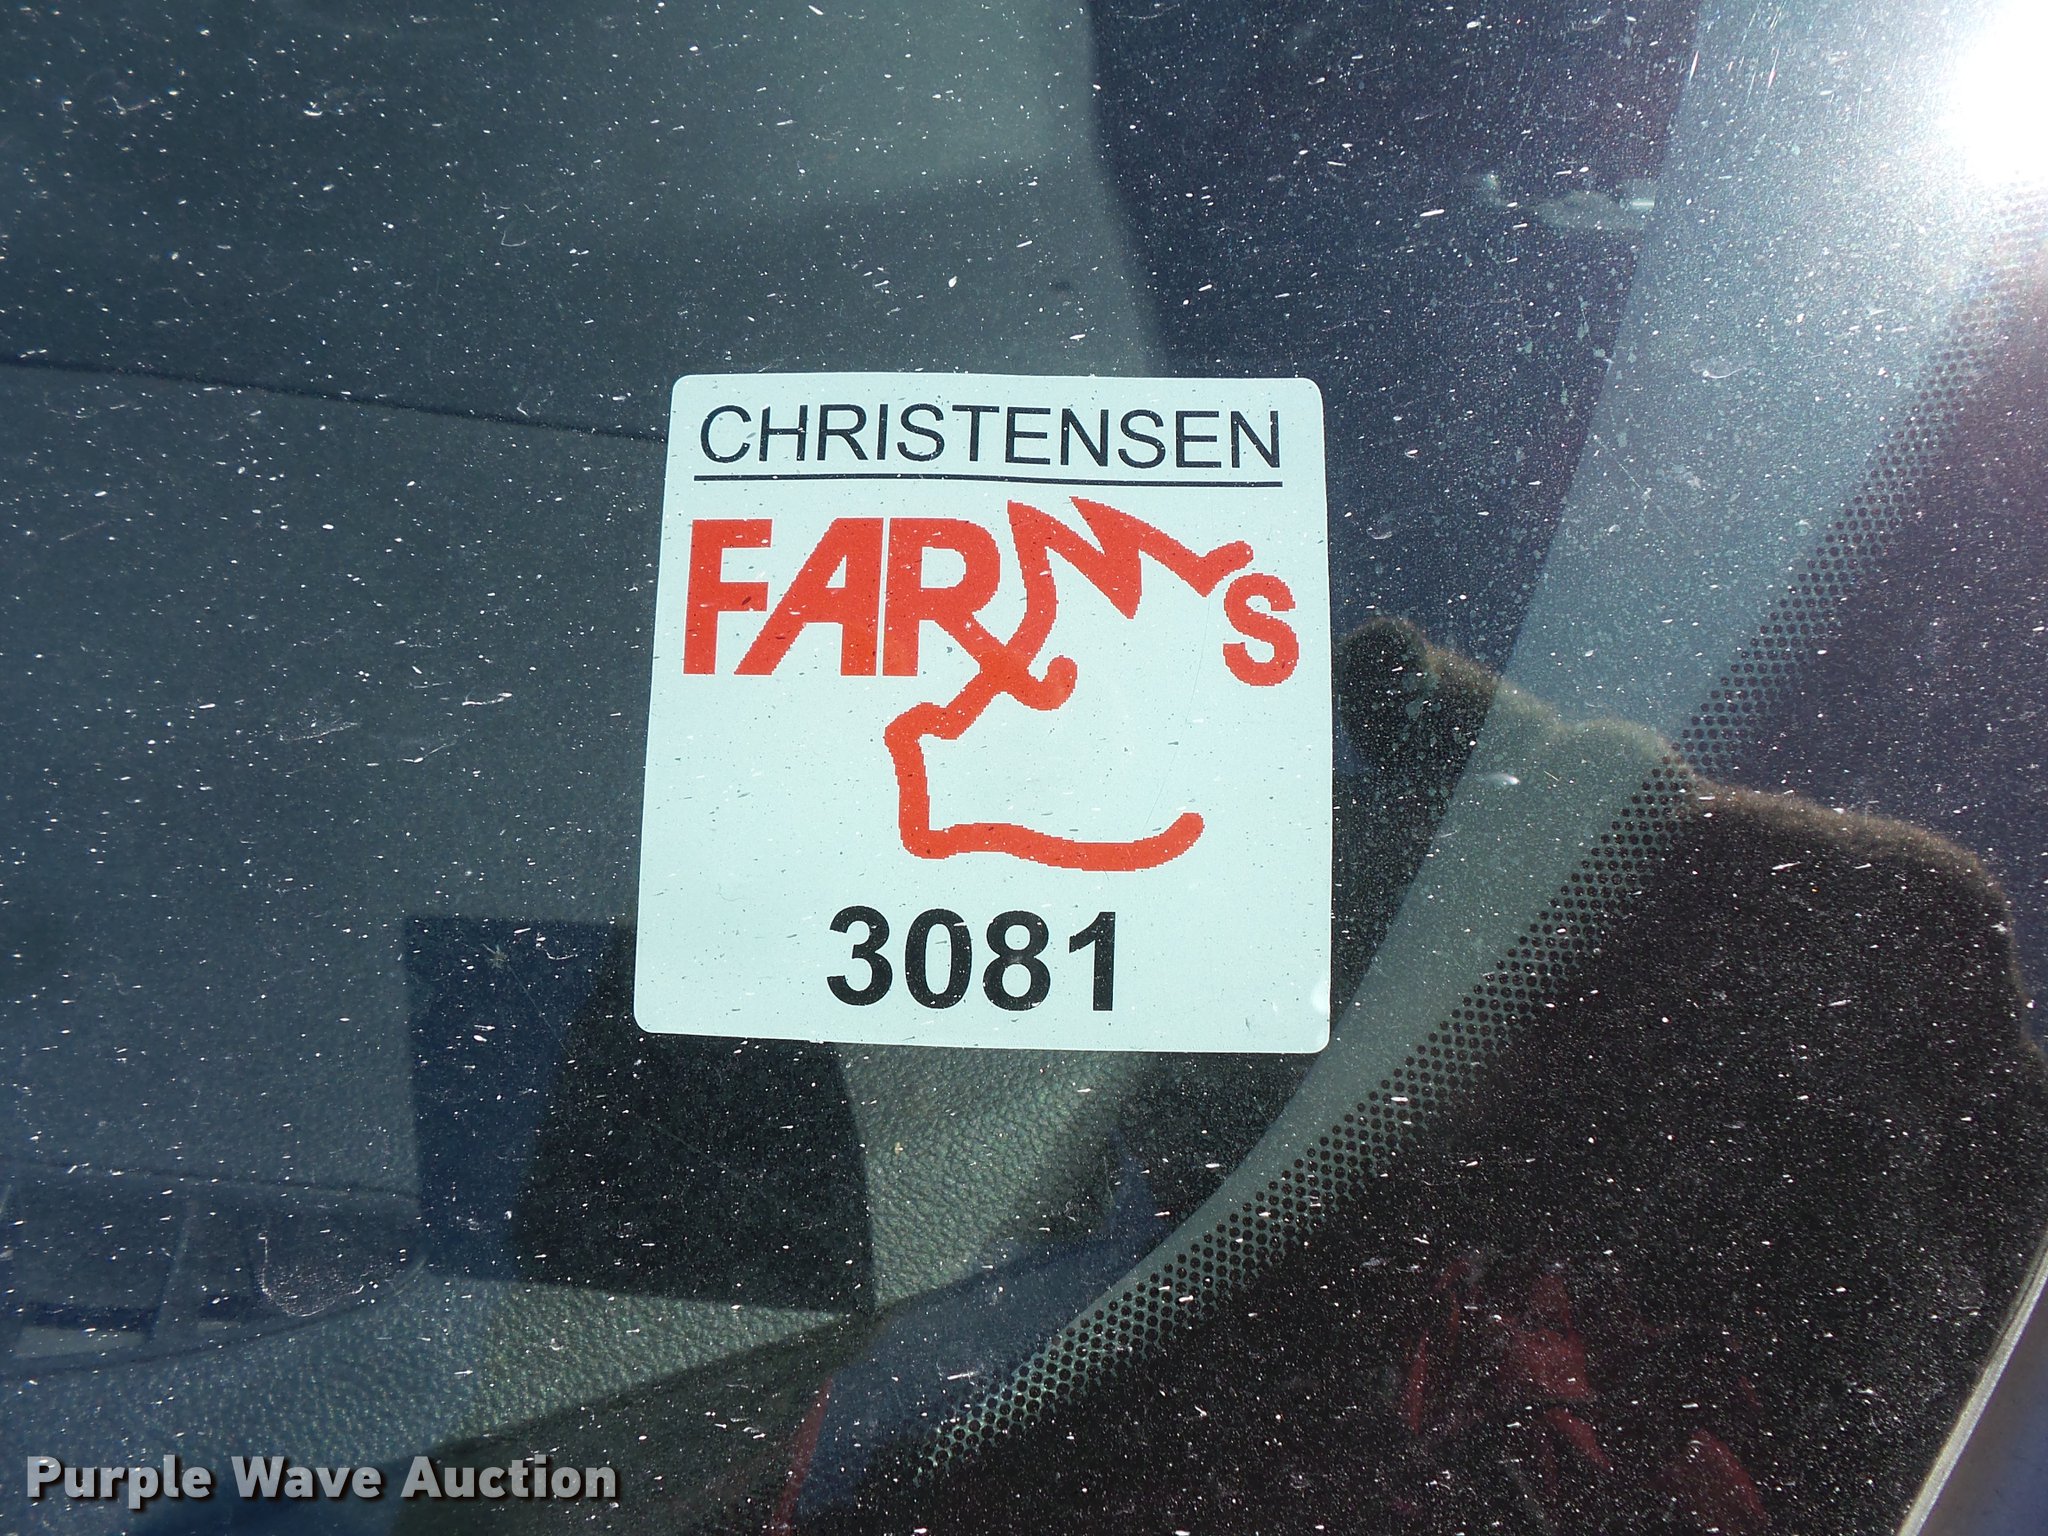 CHRISTENSEN
FARMS
3081
Purple Wave Auction